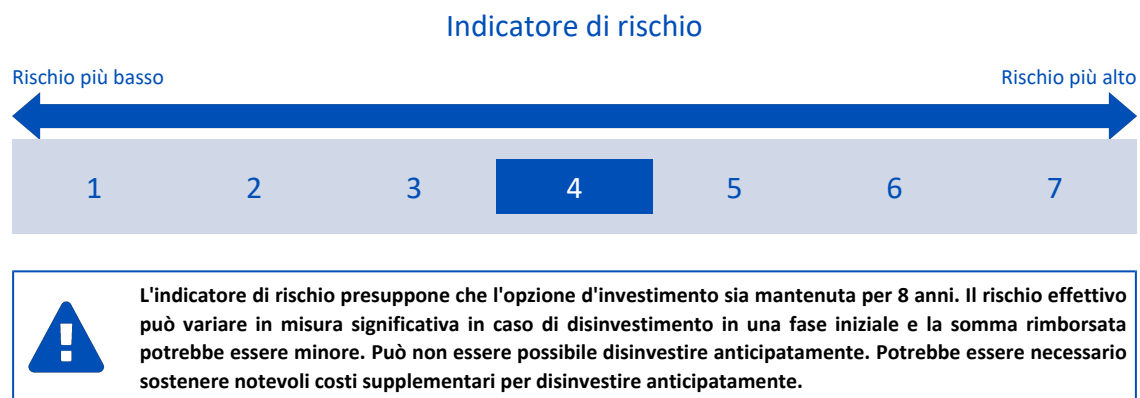 Indicatore di rischio
Rischio più basso
Rischio più alto
1 2 3 4 5 6 7
L'indicatore di rischio presuppone che l'opzione d'investimento sia mantenuta per 8 anni. Il rischio effettivo
può variare in misura significativa in caso di disinvestimento in una fase iniziale e la somma rimborsata
potrebbe essere minore. Può non essere possibile disinvestire anticipatamente. Potrebbe essere necessario
sostenere notevoli costi supplementari per disinvestire anticipatamente.